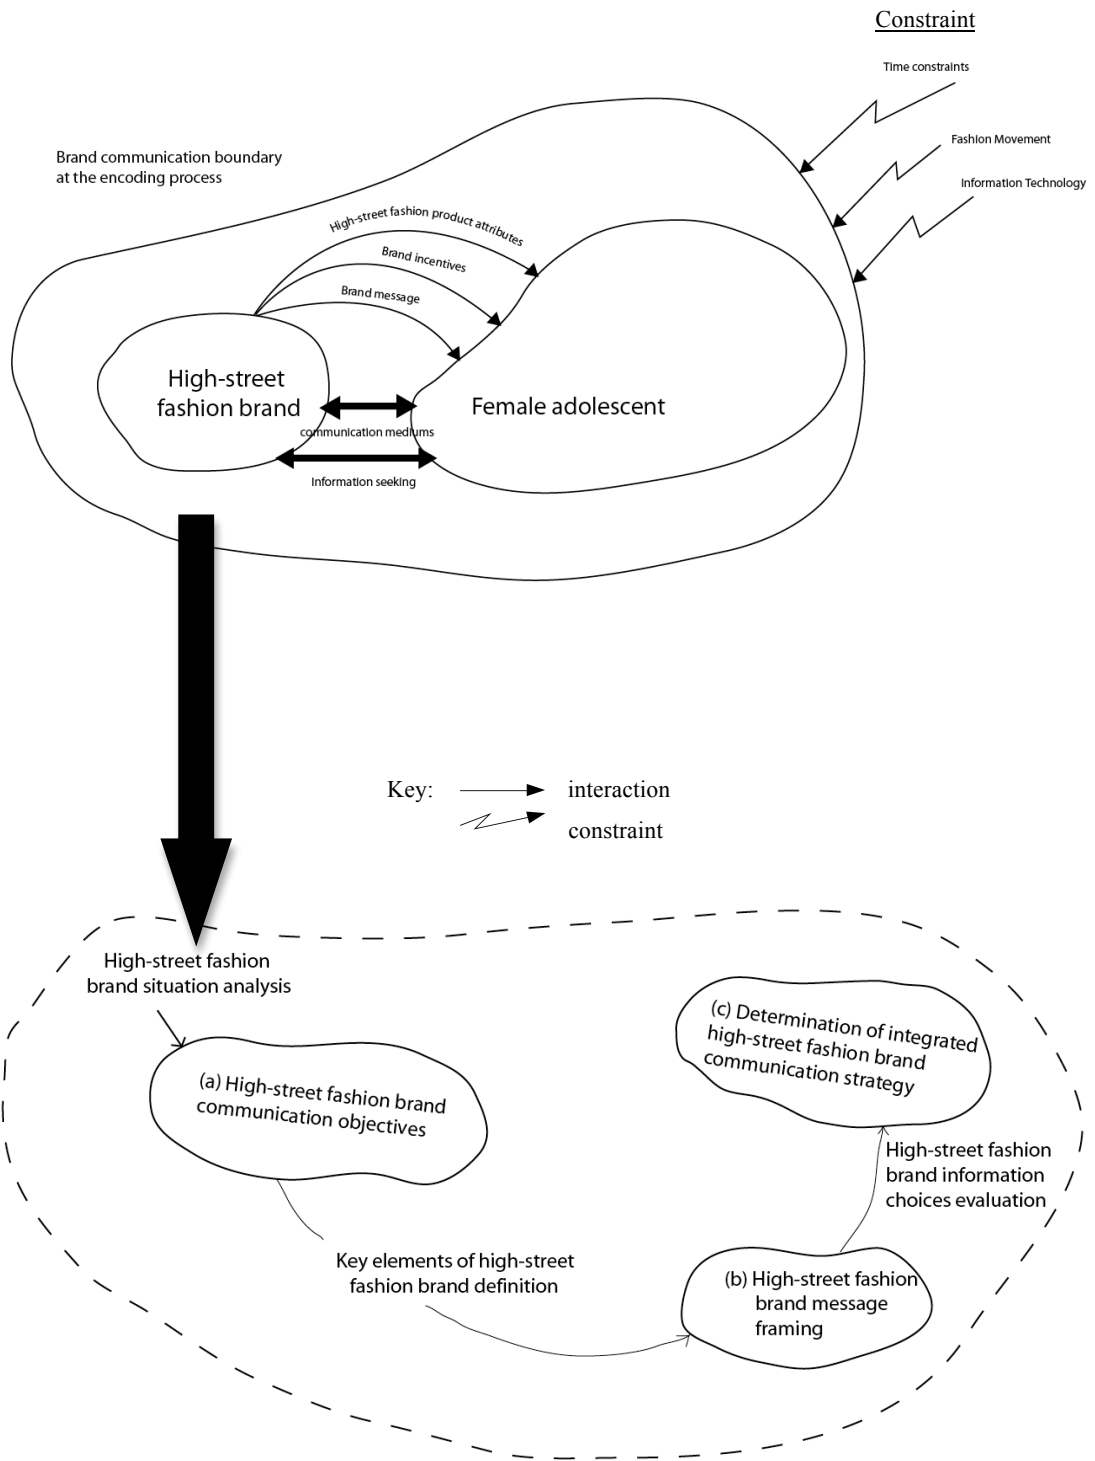 Constraint
Time constraints
Fashion Movement
Information Technology
Brand communication boundary
at the encoding process
High-street fashion product attributes
Brand incentives
Brand message
High-street
fashion brand
Female adolescent
communication mediums
Information seeking
Key:
interaction
constraint
High-street fashion
brand situation analysis
(a) High-street fashion brand
communication objectives
(c) Determination of integrated
high-street fashion brand
communication strategy
High-street fashion
brand information
choices evaluation
Key elements of high-street
fashion brand definition
(b) High-street fashion
brand message
framing